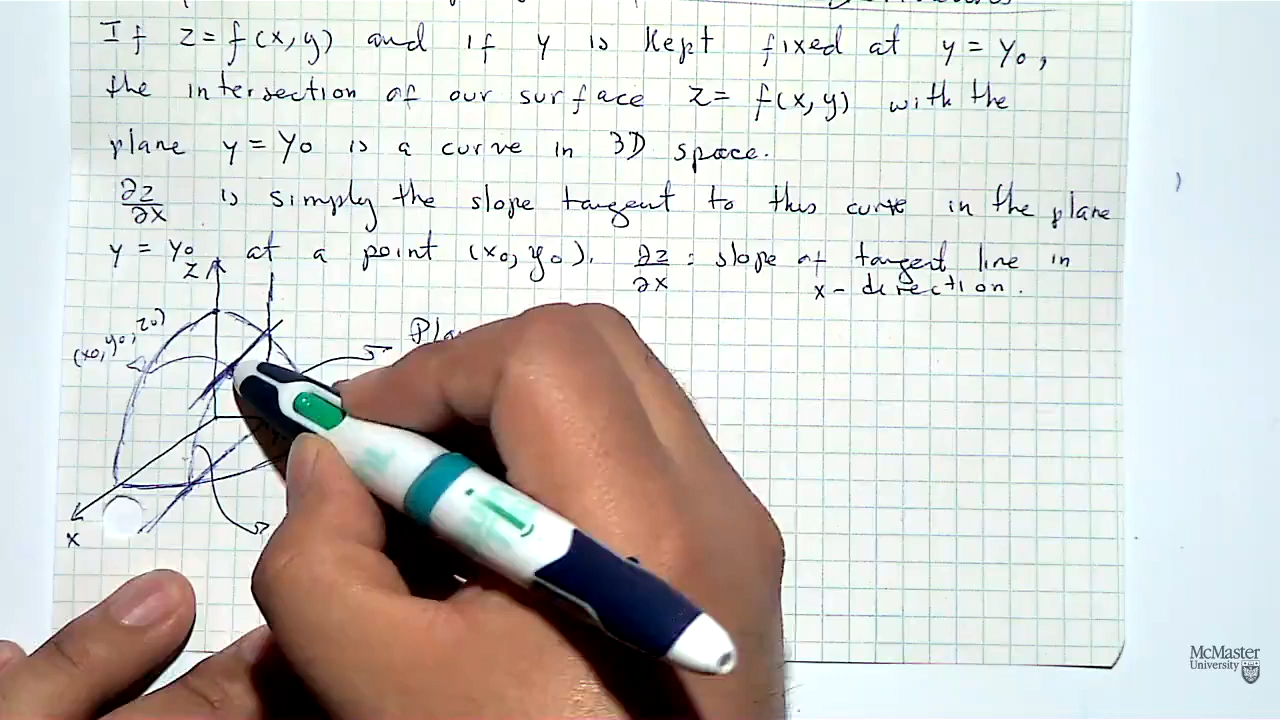 If z = f(x,y) and if y is kept fixed at y = y0,
the intersection of our surface z = f(x,y) with the
plane y = y0 is a curve in 3D space.
∂z/∂x is simply the slope tangent to this curve in the plane
y = y0 at a point (x0, y0). ∂z/∂x : slope of tangent line in
x-direction.
z
(x0, y0, z0)
x
McMaster
University